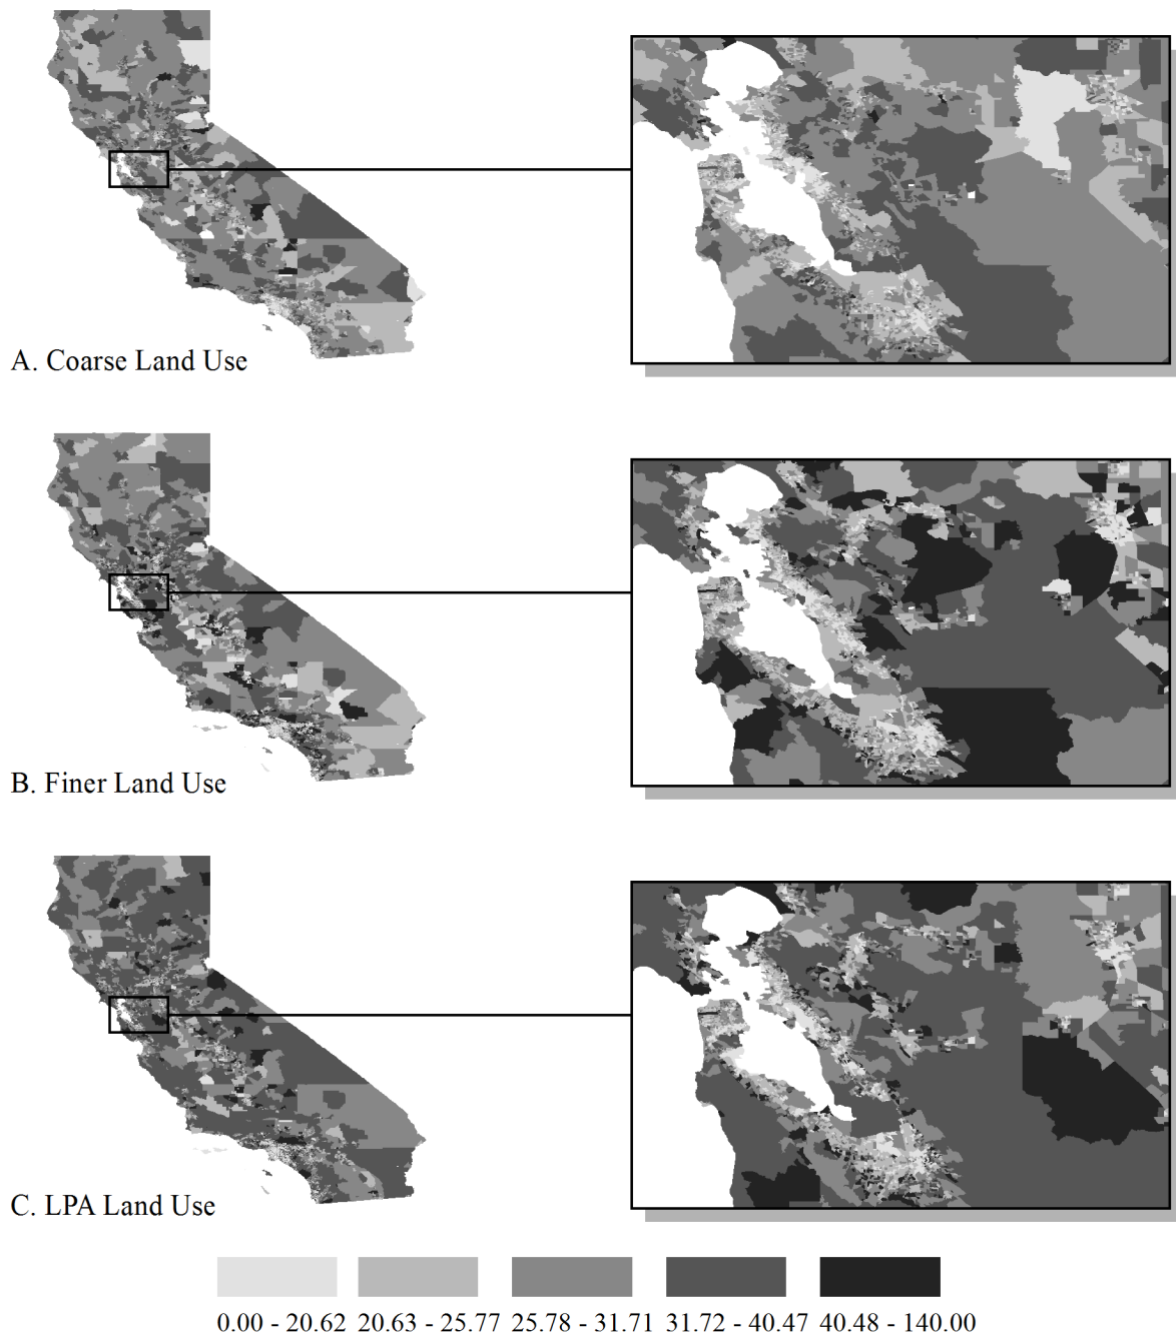 A. Coarse Land Use
B. Finer Land Use
C. LPA Land Use
0.00 - 20.62 20.63 - 25.77 25.78 - 31.71 31.72 - 40.47 40.48 - 140.00